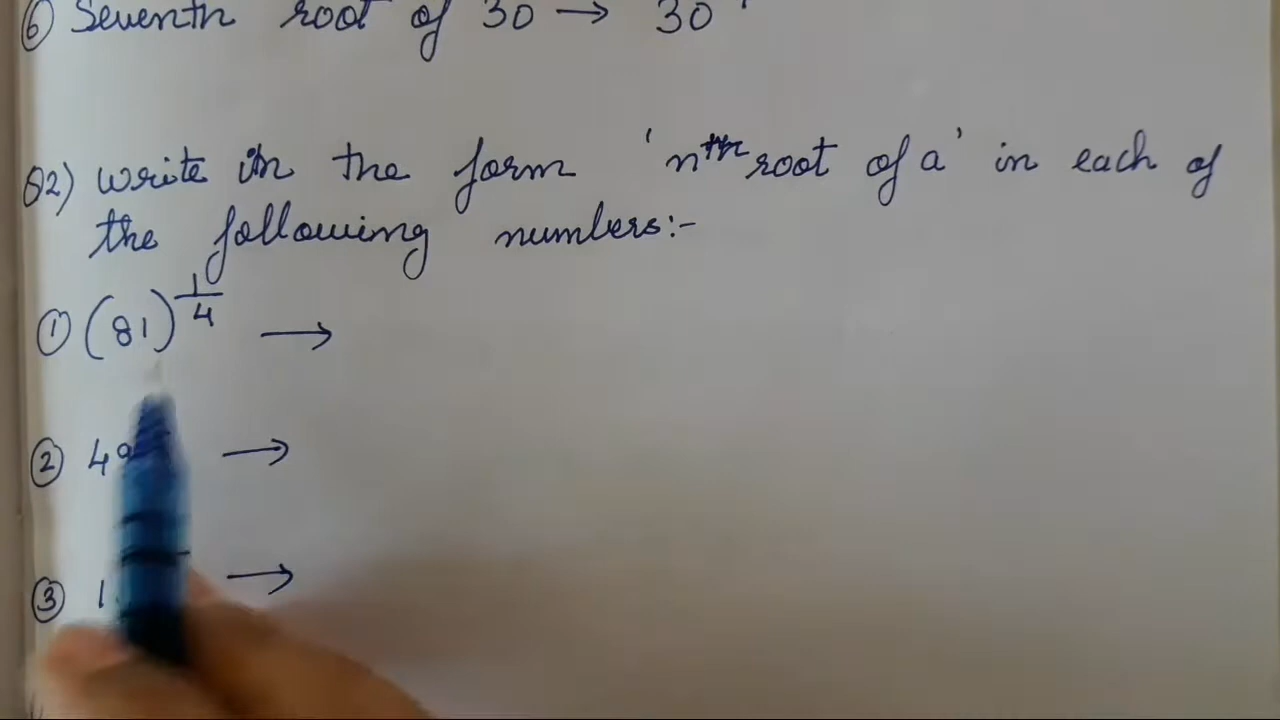 ⑥ Seventh root of 30 → 30
Q2) Write in the form 'nth root of a' in each of
the following numbers:-
① (81)^1/4 →
② 49 →
③ 1 →